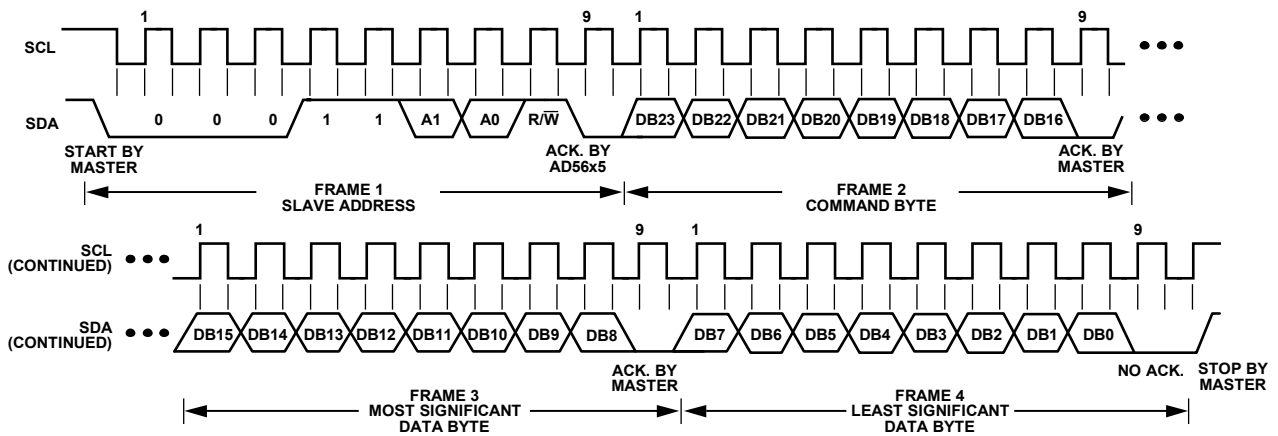 1 9 1 9
SCL
SDA
0 0 0 1 1 A1 A0 R/W̅ DB23 DB22 DB21 DB20 DB19 DB18 DB17 DB16
START BY
MASTER
ACK. BY
AD56x5
ACK. BY
MASTER
FRAME 1
SLAVE ADDRESS
FRAME 2
COMMAND BYTE
1 9 1 9
SCL
(CONTINUED)
SDA
(CONTINUED)
DB15 DB14 DB13 DB12 DB11 DB10 DB9 DB8 DB7 DB6 DB5 DB4 DB3 DB2 DB1 DB0
ACK. BY
MASTER
NO ACK.
STOP BY
MASTER
FRAME 3
MOST SIGNIFICANT
DATA BYTE
FRAME 4
LEAST SIGNIFICANT
DATA BYTE